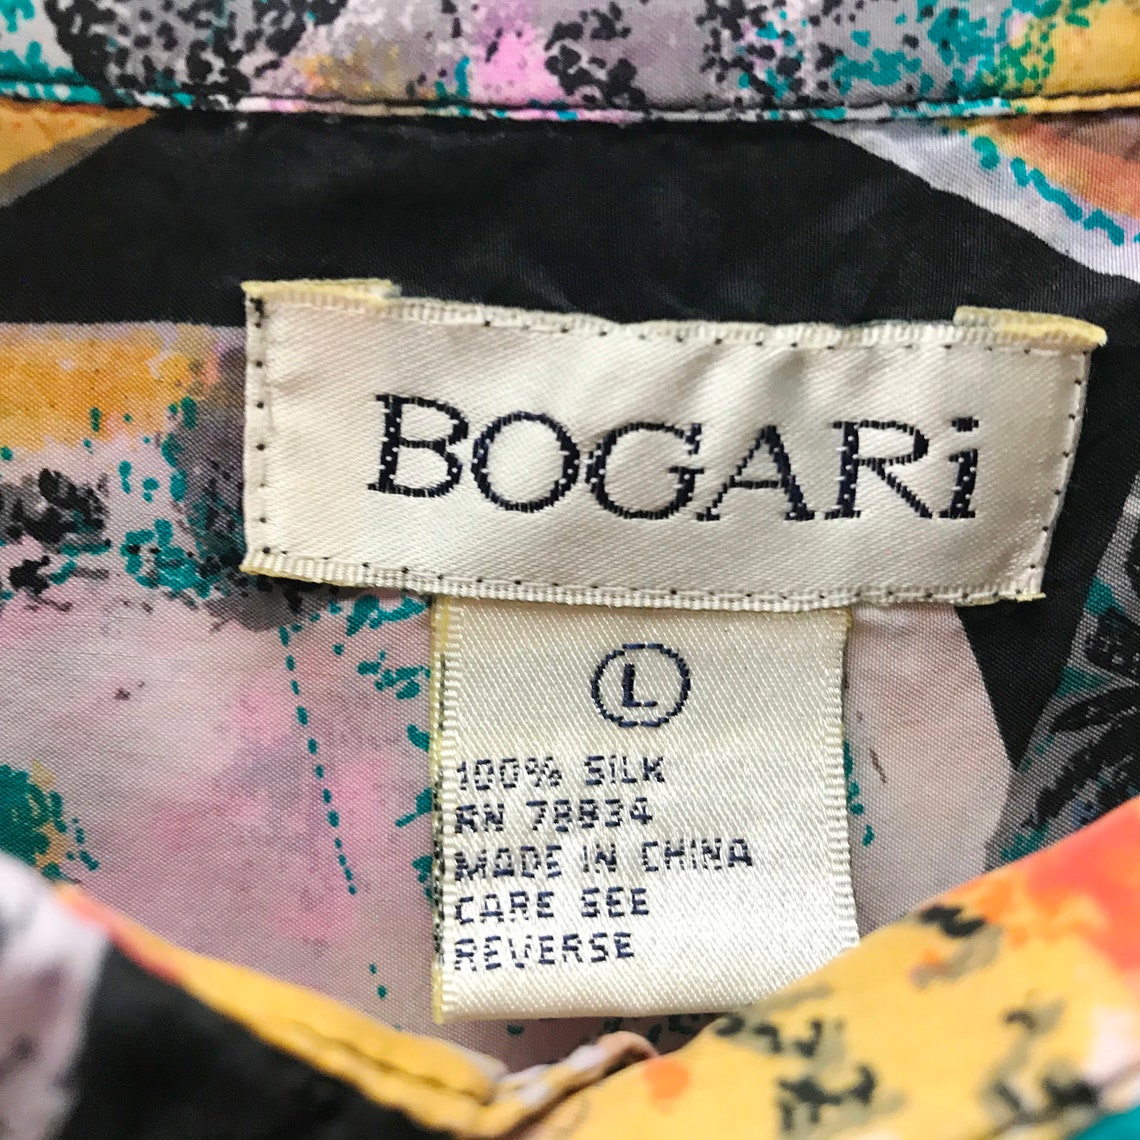 BOGARi
L
100% SILK
RN 78834
MADE IN CHINA
CARE SEE
REVERSE